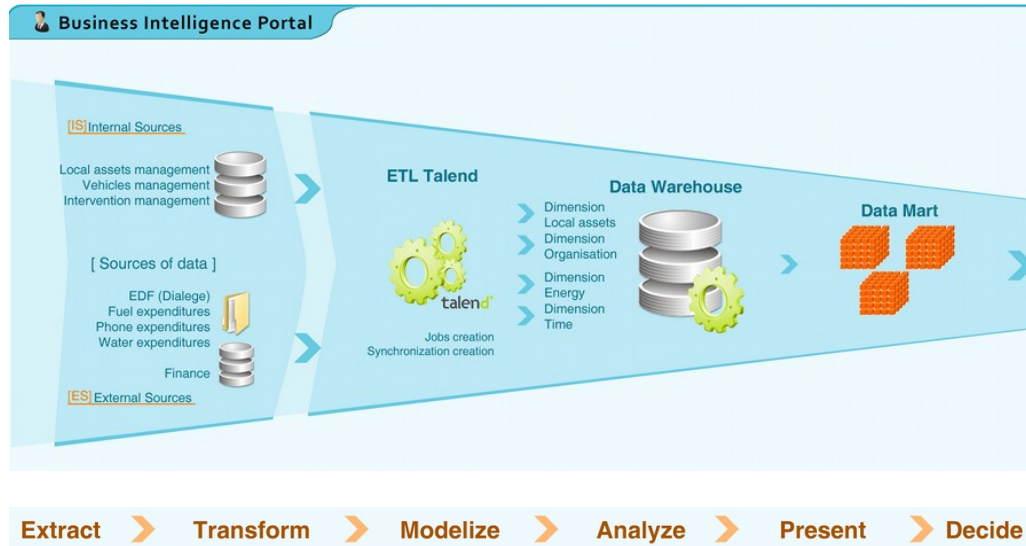 Business Intelligence Portal
[IS] Internal Sources
Local assets management
Vehicles management
Intervention management
[ Sources of data ]
EDF (Dialege)
Fuel expenditures
Phone expenditures
Water expenditures
Finance
[ES] External Sources
ETL Talend
talend
Jobs creation
Synchronization creation
Dimension
Local assets
Dimension
Organisation
Dimension
Energy
Dimension
Time
Data Warehouse
Data Mart
Extract Transform Modelize Analyze Present Decide